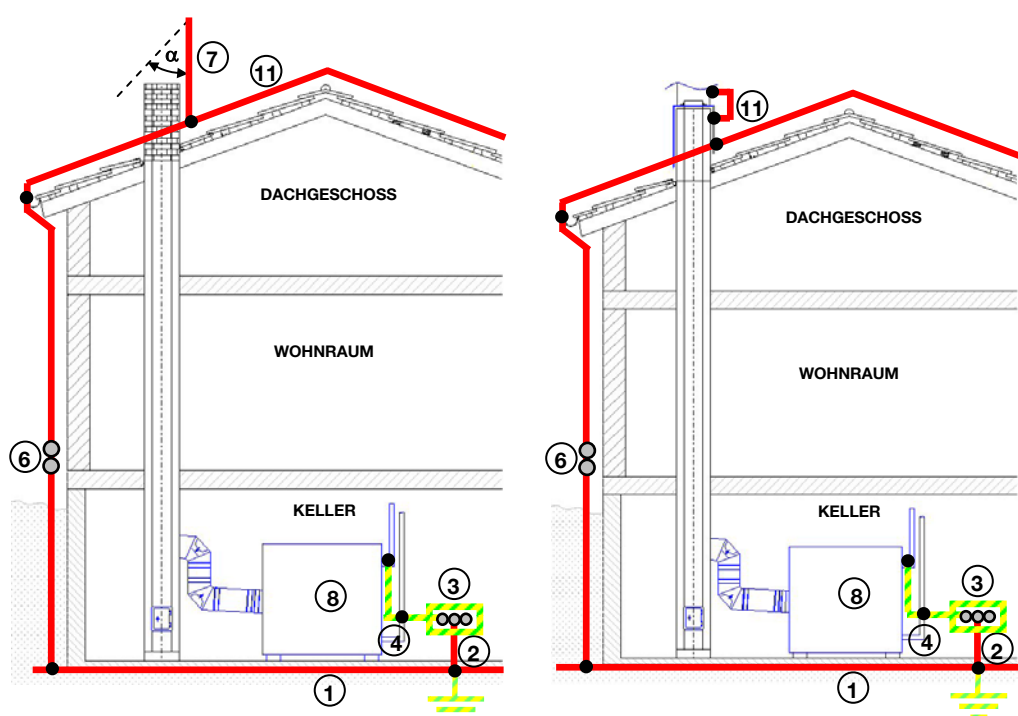 α
7
11
DACHGESCHOSS
WOHNRAUM
6
KELLER
8
3
4
2
1
11
DACHGESCHOSS
WOHNRAUM
6
KELLER
8
3
4
2
1